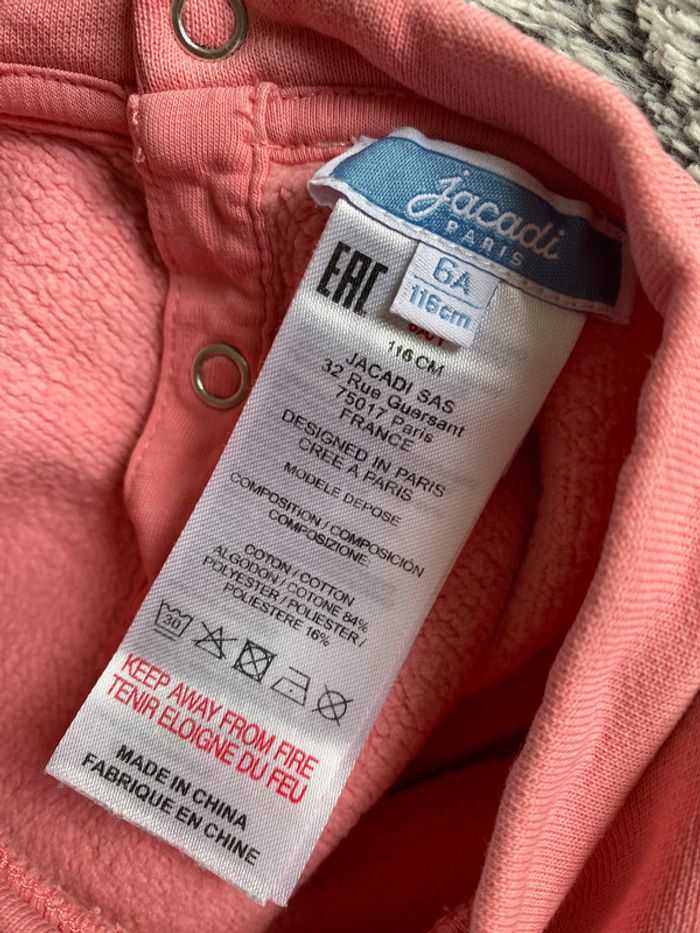 jacadi
PARIS
6A
116cm
EAC
116 CM
JACADI SAS
32 Rue Guersant
75017 Paris
FRANCE
DESIGNED IN PARIS
CREE A PARIS
MODELE DEPOSE
COMPOSITION / COMPOSICIÓN
COMPOSIZIONE:
COTON / COTTON
ALGODON / COTONE 84%
POLYESTER / POLIESTER /
POLIESTERE 16%
30
KEEP AWAY FROM FIRE
TENIR ELOIGNE DU FEU
MADE IN CHINA
FABRIQUE EN CHINE